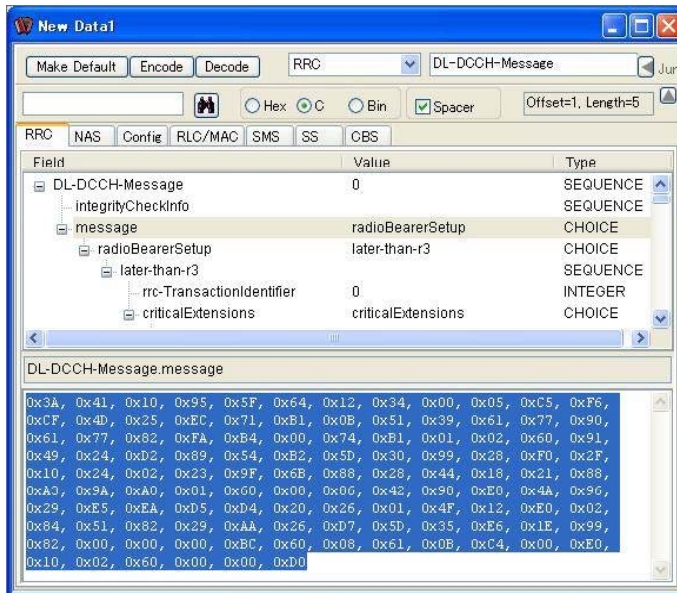 New Data1
Make Default Encode Decode RRC DL-DCCH-Message Jun
Hex C Bin Spacer Offset=1, Length=5
RRC NAS Config RLC/MAC SMS SS CBS
Field Value Type
DL-DCCH-Message 0 SEQUENCE
integrityCheckInfo SEQUENCE
message radioBearerSetup CHOICE
radioBearerSetup later-than-r3 CHOICE
later-than-r3 SEQUENCE
rrc-TransactionIdentifier 0 INTEGER
criticalExtensions criticalExtensions CHOICE
DL-DCCH-Message.message
0x3A, 0x41, 0x10, 0x95, 0x5F, 0x64, 0x12, 0x34, 0x00, 0x05, 0xC5, 0xF6,
0xCF, 0x4D, 0x25, 0xEC, 0x71, 0xB1, 0x0B, 0x51, 0x39, 0x61, 0x77, 0x90,
0x61, 0x77, 0x82, 0xFA, 0xB4, 0x00, 0x74, 0xB1, 0x01, 0x02, 0x60, 0x91,
0x49, 0x24, 0xD2, 0x89, 0x54, 0xB2, 0x5D, 0x30, 0x99, 0x28, 0xF0, 0x2F,
0x10, 0x24, 0x02, 0x23, 0x9F, 0x6B, 0x88, 0x28, 0x44, 0x18, 0x21, 0x88,
0xA3, 0x9A, 0xA0, 0x01, 0x60, 0x00, 0x06, 0x42, 0x90, 0xE0, 0x4A, 0x96,
0x29, 0xE5, 0xEA, 0xD5, 0xD4, 0x20, 0x26, 0x01, 0x4F, 0x12, 0xE0, 0x02,
0x84, 0x51, 0x82, 0x29, 0xAA, 0x26, 0xD7, 0x5D, 0x35, 0xE6, 0x1E, 0x99,
0x82, 0x00, 0x00, 0x00, 0xBC, 0x60, 0x08, 0x61, 0x0B, 0xC4, 0x00, 0xE0,
0x10, 0x02, 0x60, 0x00, 0x00, 0xD0